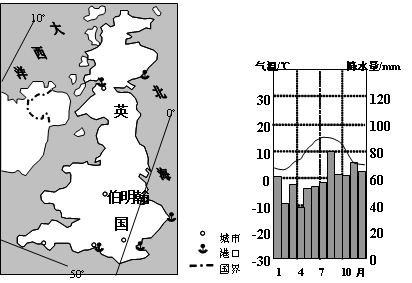 10°
大
西
洋
英
北
0°
海
伯明翰
国
50°
城市
港口
国界
气温/℃ 降水量/mm
30 120
20 100
10 80
0 60
-10 40
-20 20
-30 0
1 4 7 10 月